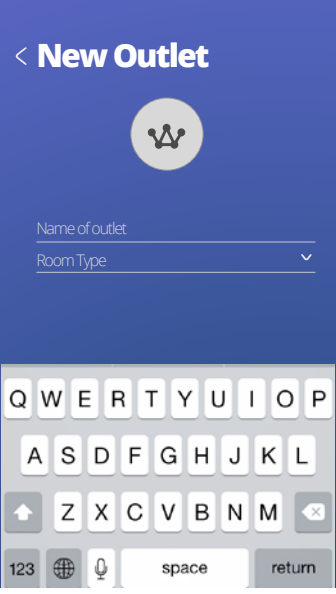 New Outlet
Name of outlet
Room Type
Q W E R T Y U I O P
A S D F G H J K L
Z X C V B N M
123 space return